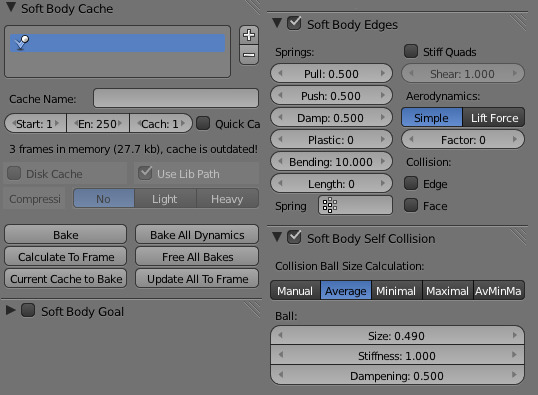 Soft Body Cache
Cache Name:
Start: 1 En: 250 Cach: 1 Quick Ca
3 frames in memory (27.7 kb), cache is outdated!
Disk Cache Use Lib Path
Compressi No Light Heavy
Bake Bake All Dynamics
Calculate To Frame Free All Bakes
Current Cache to Bake Update All To Frame
Soft Body Goal
Soft Body Edges
Springs: Stiff Quads
Pull: 0.500 Shear: 1.000
Push: 0.500 Aerodynamics:
Damp: 0.500 Simple Lift Force
Plastic: 0 Factor: 0
Bending: 10.000 Collision:
Length: 0 Edge
Spring Face
Soft Body Self Collision
Collision Ball Size Calculation:
Manual Average Minimal Maximal AvMinMa
Ball:
Size: 0.490
Stiffness: 1.000
Dampening: 0.500